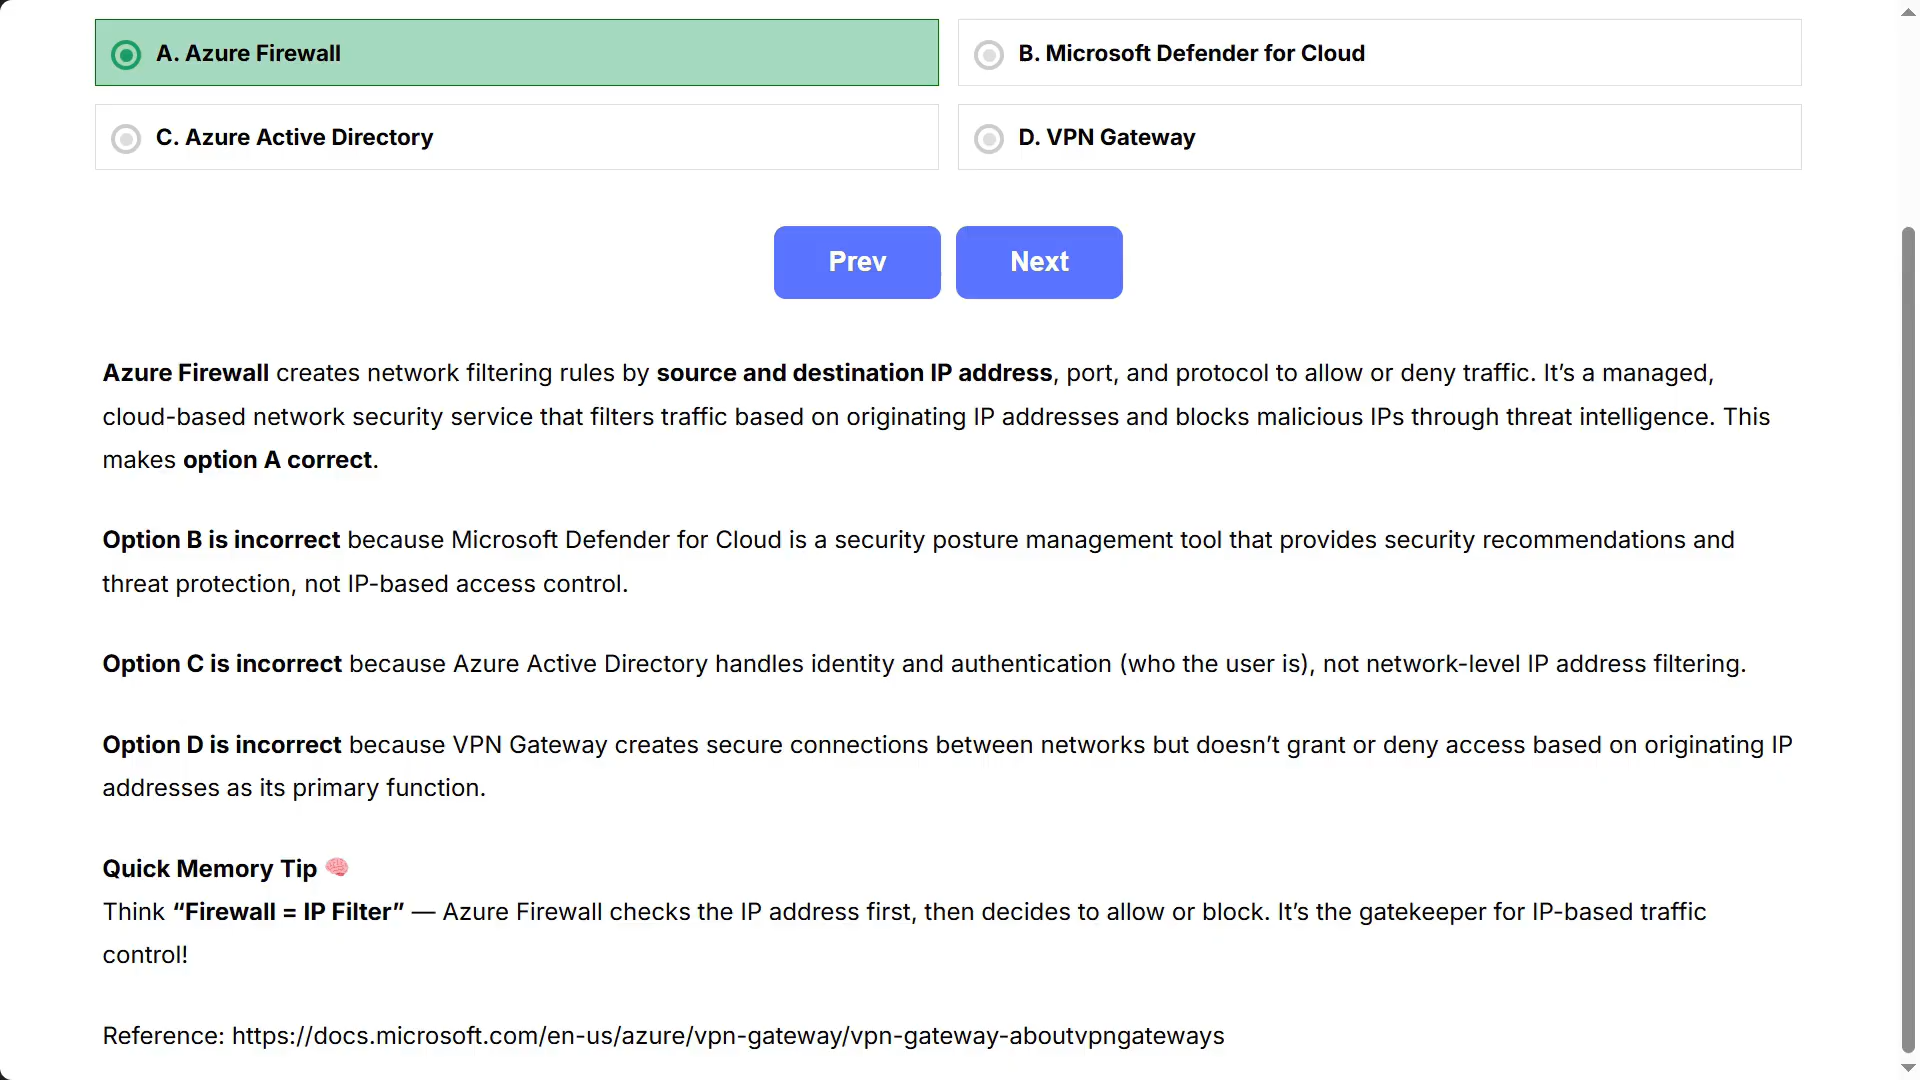 A. Azure Firewall
B. Microsoft Defender for Cloud
C. Azure Active Directory
D. VPN Gateway
Prev
Next
Azure Firewall creates network filtering rules by source and destination IP address, port, and protocol to allow or deny traffic. It’s a managed,
cloud-based network security service that filters traffic based on originating IP addresses and blocks malicious IPs through threat intelligence. This
makes option A correct.
Option B is incorrect because Microsoft Defender for Cloud is a security posture management tool that provides security recommendations and
threat protection, not IP-based access control.
Option C is incorrect because Azure Active Directory handles identity and authentication (who the user is), not network-level IP address filtering.
Option D is incorrect because VPN Gateway creates secure connections between networks but doesn’t grant or deny access based on originating IP
addresses as its primary function.
Quick Memory Tip 🧠
Think “Firewall = IP Filter” — Azure Firewall checks the IP address first, then decides to allow or block. It’s the gatekeeper for IP-based traffic
control!
Reference: https://docs.microsoft.com/en-us/azure/vpn-gateway/vpn-gateway-aboutvpngateways